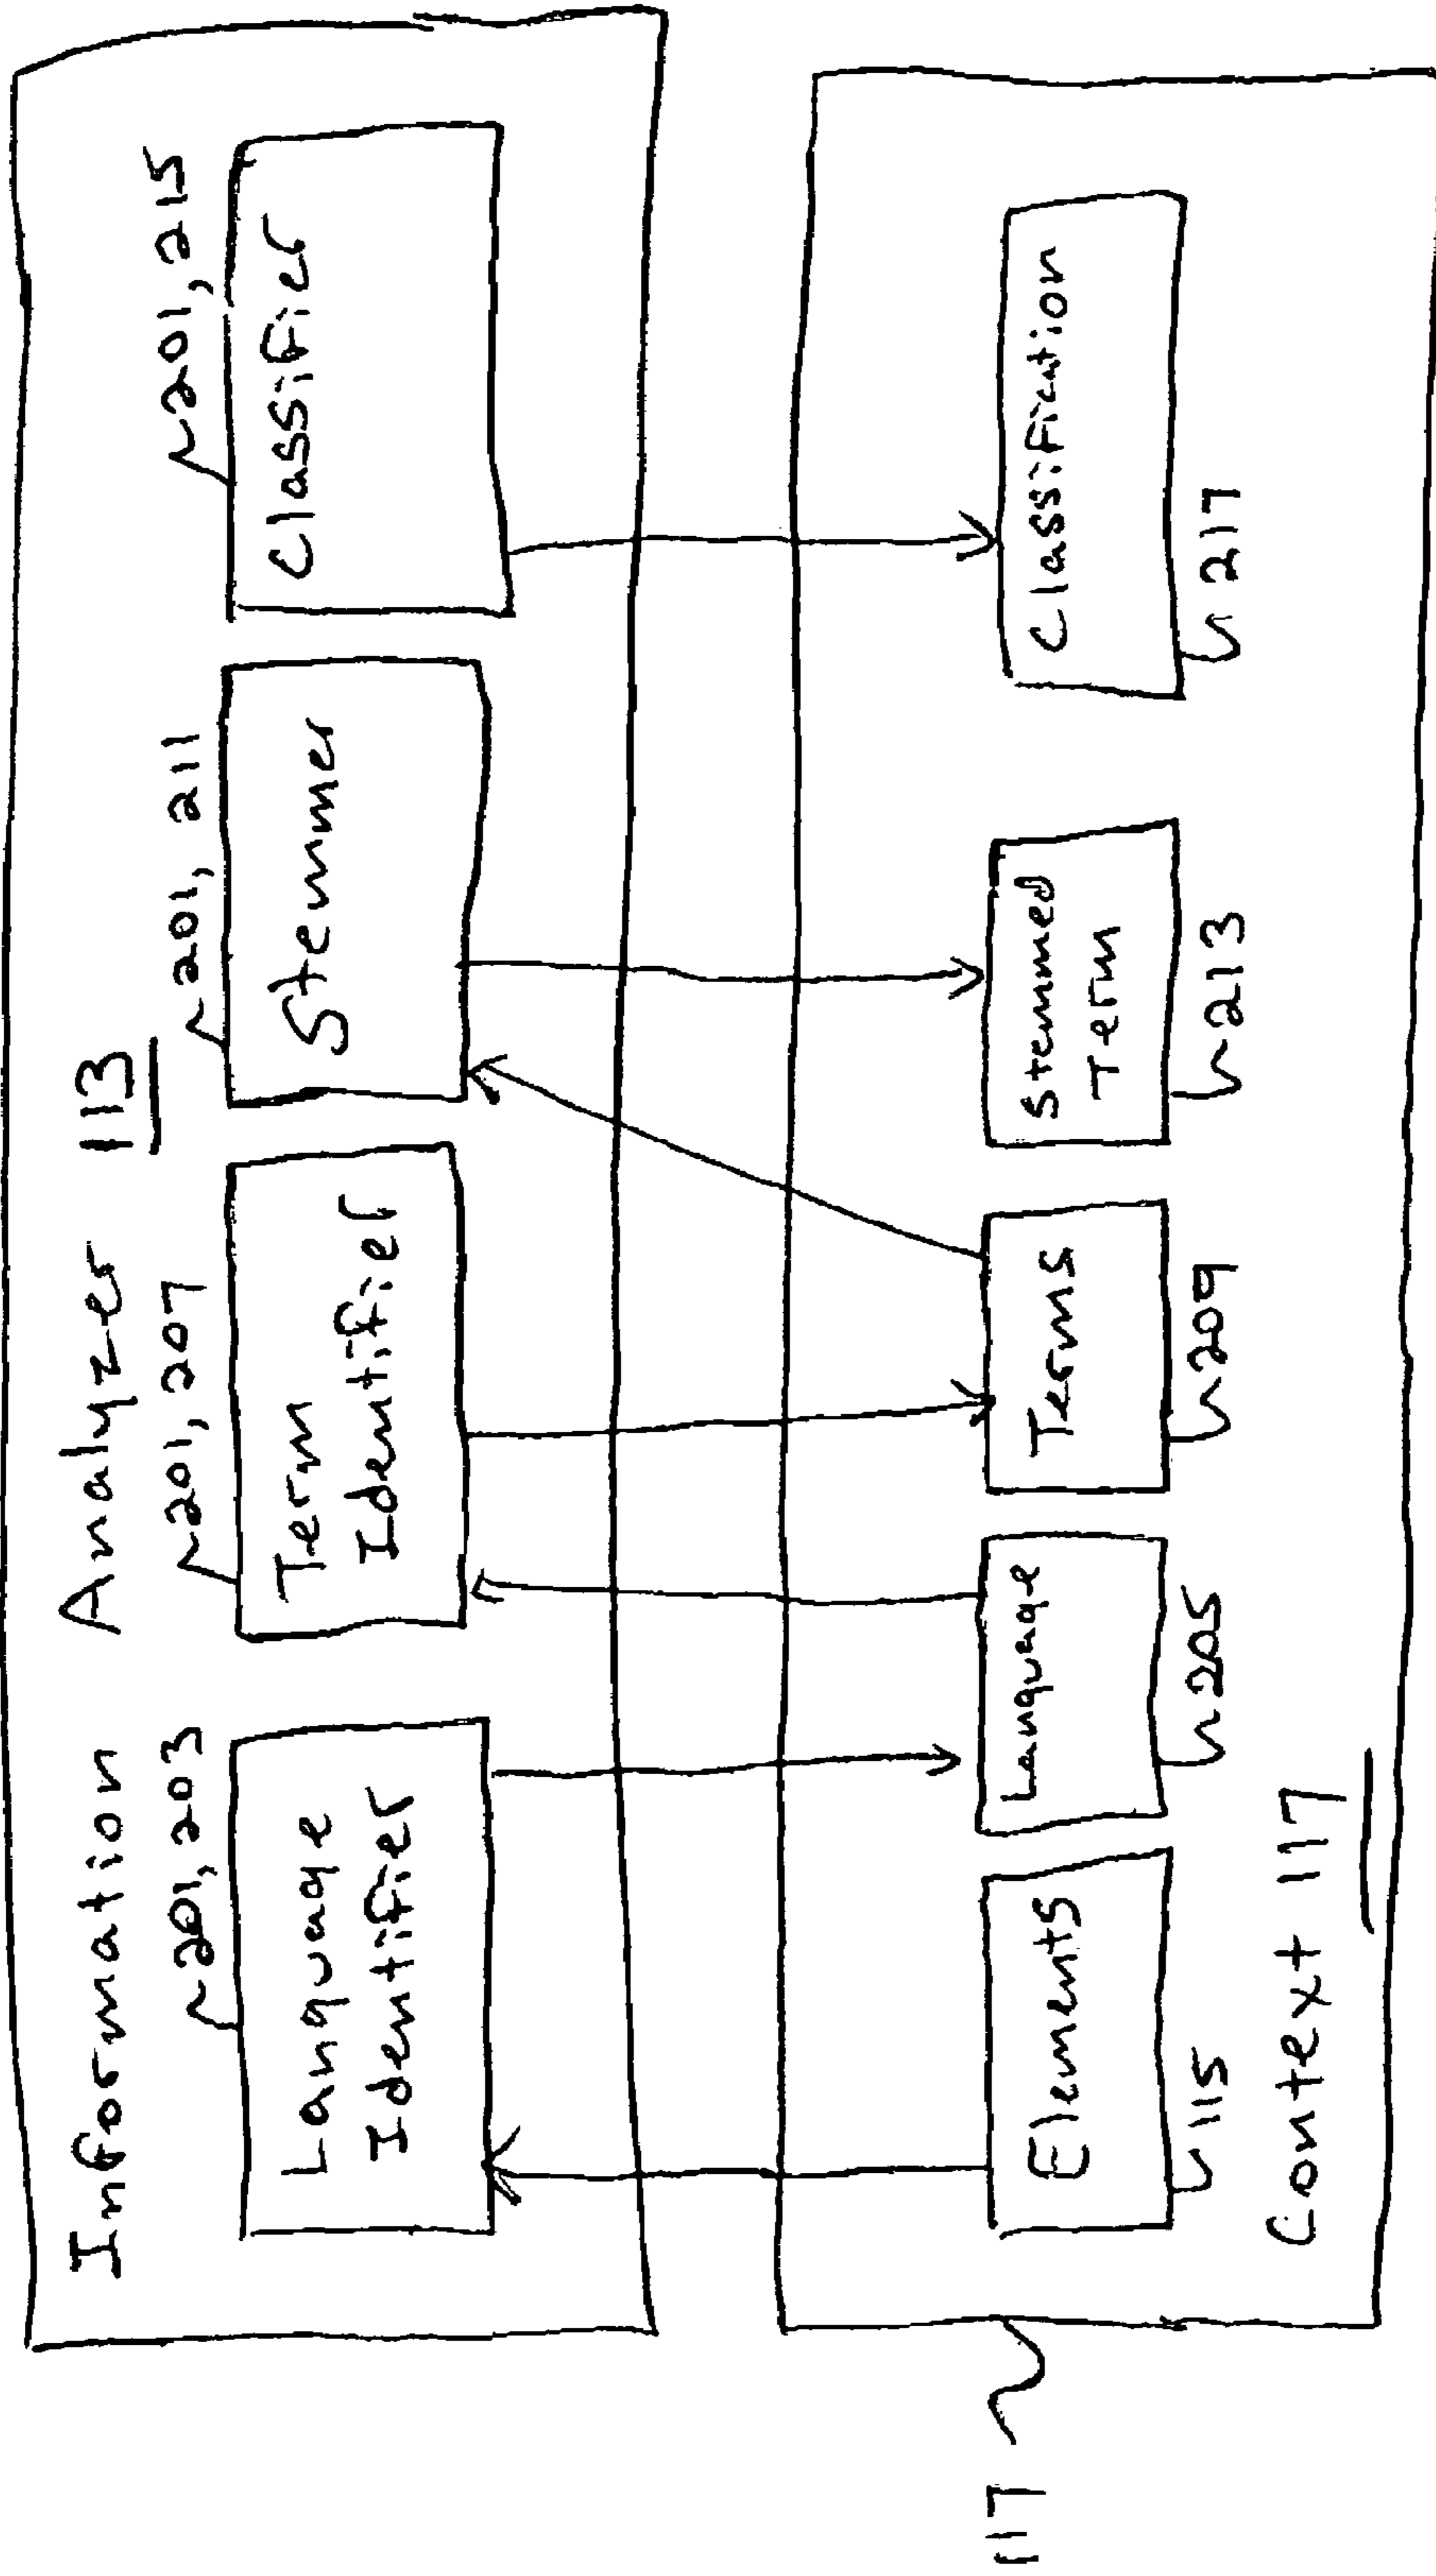 Information Analyzer 113
201, 203
201, 207
201, 211
201, 215
Language
Identifier
Term
Identifier
Stemmer
Classifier
Elements
Language
Terms
Stemmed
Term
Classification
115
205
209
213
217
Context 117
117